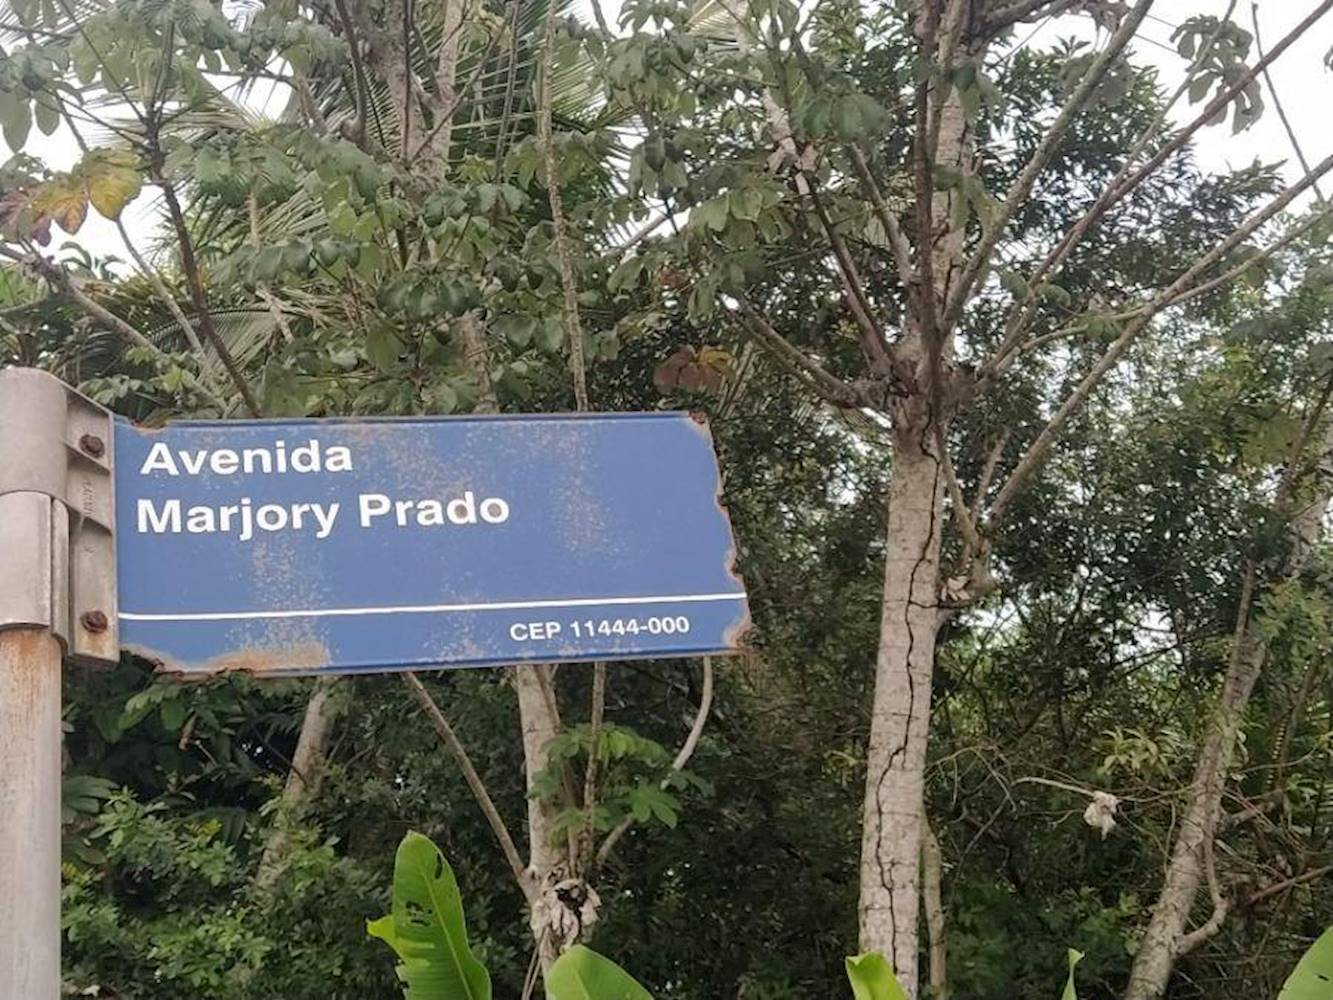 Avenida
Marjory Prado
CEP 11444-000